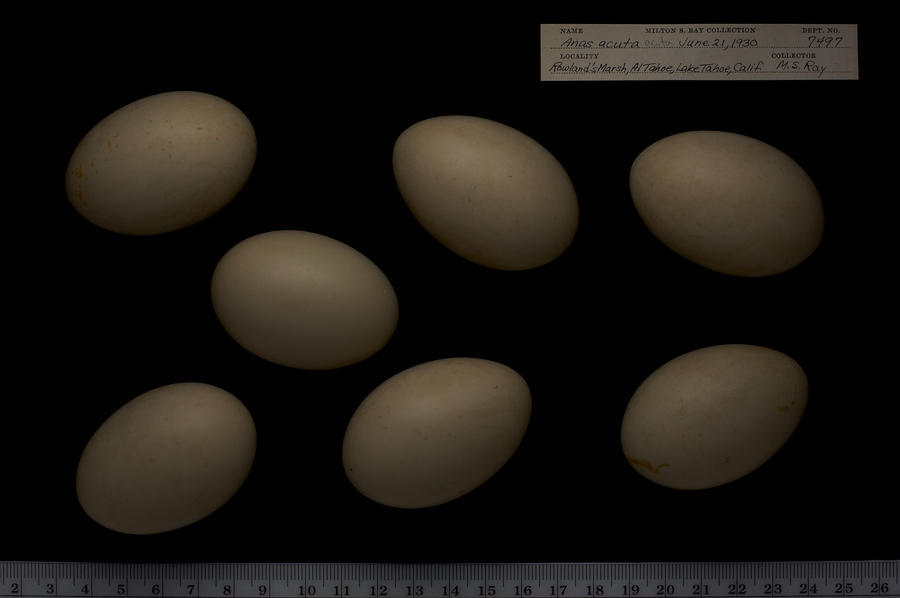 NAME MILTON S. RAY COLLECTION DEPT. NO.
Anas acuta acuta June 21, 1930 7497
LOCALITY COLLECTOR
Rowland's Marsh, Al Tahoe, Lake Tahoe, Calif M. S. Ray
2 3 4 5 6 7 8 9 10 11 12 13 14 15 16 17 18 19 20 21 22 23 24 25 26